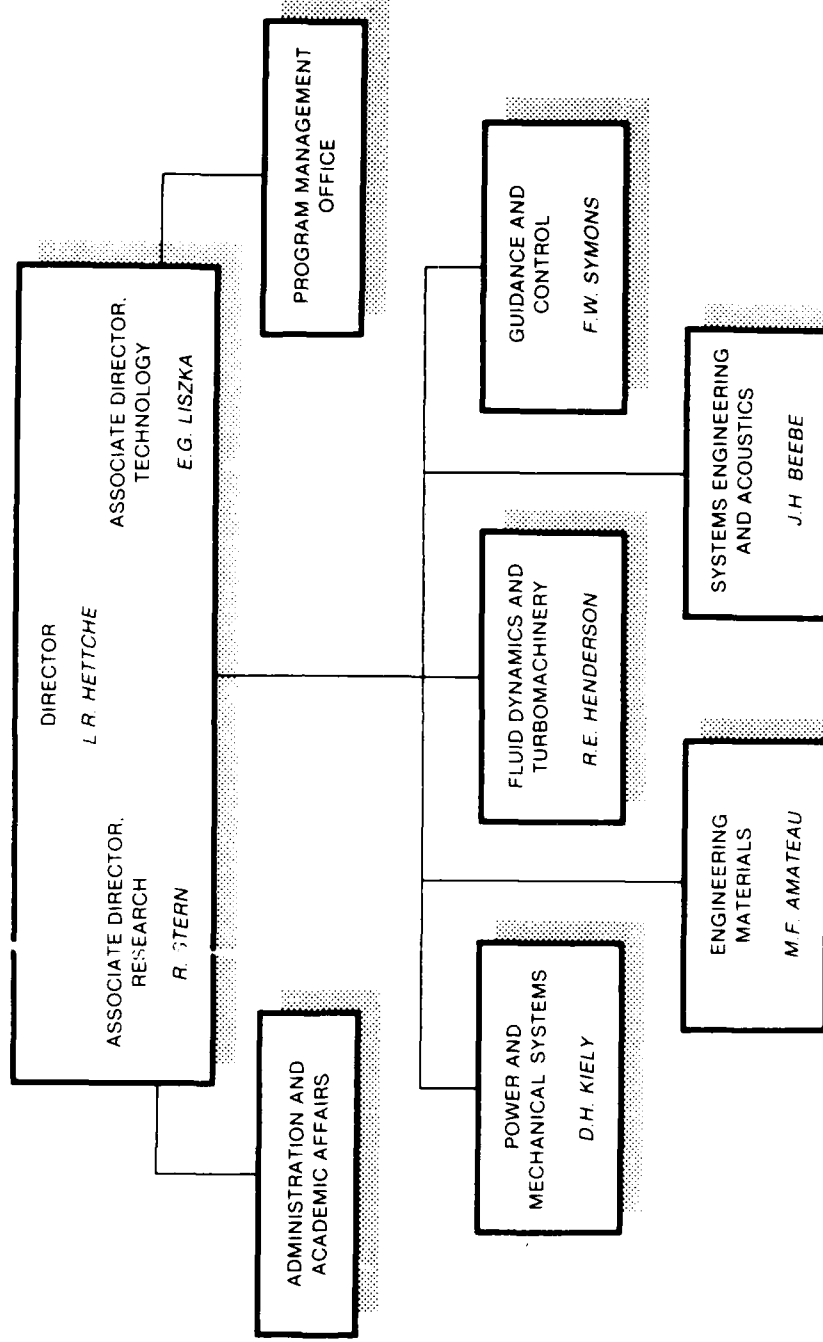 DIRECTOR
L.R. HETTCHE
ASSOCIATE DIRECTOR,
RESEARCH
R. STERN
ASSOCIATE DIRECTOR,
TECHNOLOGY
E.G. LISZKA
ADMINISTRATION AND
ACADEMIC AFFAIRS
PROGRAM MANAGEMENT
OFFICE
POWER AND
MECHANICAL SYSTEMS
D.H. KIELY
FLUID DYNAMICS AND
TURBOMACHINERY
R.E. HENDERSON
GUIDANCE AND
CONTROL
F.W. SYMONS
ENGINEERING
MATERIALS
M.F. AMATEAU
SYSTEMS ENGINEERING
AND ACOUSTICS
J.H. BEEBE